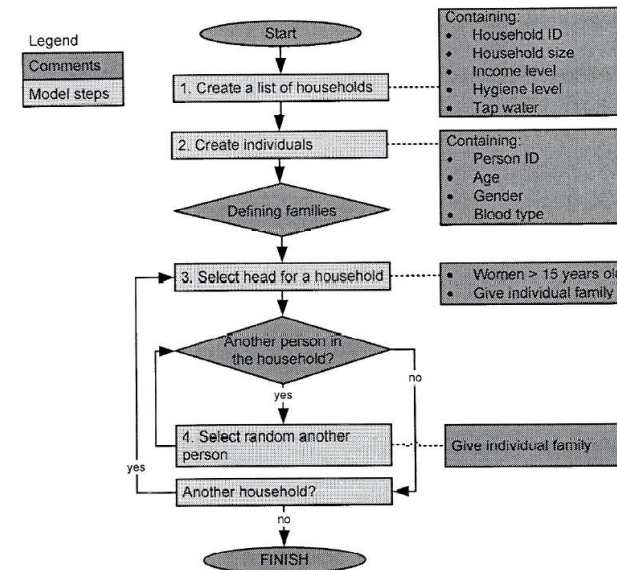 Legend
Comments
Model steps
Start
Containing:
• Household ID
• Household size
• Income level
• Hygiene level
• Tap water
1. Create a list of households
2. Create individuals
Containing:
• Person ID
• Age
• Gender
• Blood type
Defining families
3. Select head for a household
• Women > 15 years old
• Give individual family
Another person in
the household?
no
yes
4. Select random another
person
Give individual family
yes
Another household?
no
FINISH